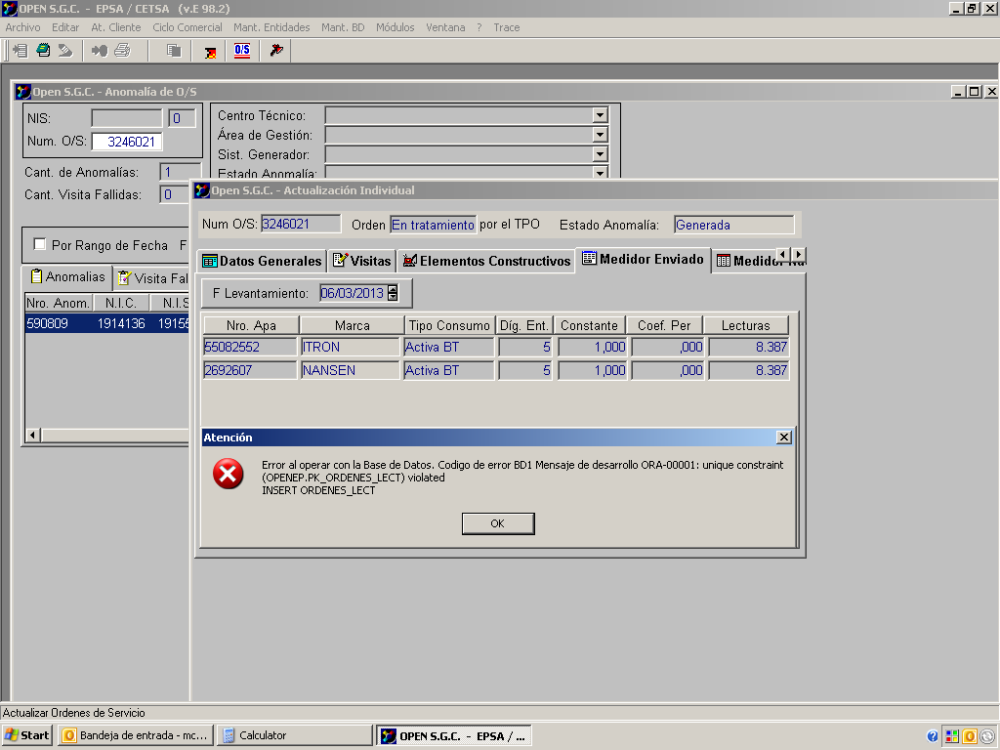 OPEN S.G.C. - EPSA / CETSA (v.E 98.2)
Archivo Editar At. Cliente Ciclo Comercial Mant. Entidades Mant. BD Módulos Ventana ? Trace
O/S
Open S.G.C. - Anomalía de O/S
NIS: 0
Num. O/S: 3246021
Cant. de Anomalías: 1
Cant. Visita Fallidas: 0
Centro Técnico:
Área de Gestión:
Sist. Generador:
Estado Anomalía:
Por Rango de Fecha F
Anomalías Visita Fal
Nro. Anom. N.I.C. N.I.S
590809 1914136 19155
Open S.G.C. - Actualización Individual
Num O/S: 3246021 Orden En tratamiento por el TPO Estado Anomalía: Generada
Datos Generales Visitas Elementos Constructivos Medidor Enviado Medido
F Levantamiento: 06/03/2013
Nro. Apa Marca Tipo Consumo Díg. Ent. Constante Coef. Per Lecturas
55082552 ITRON Activa BT 5 1,000 ,000 8.387
2692607 NANSEN Activa BT 5 1,000 ,000 8.387
Atención
Error al operar con la Base de Datos. Codigo de error BD1 Mensaje de desarrollo ORA-00001: unique constraint
(OPENEP.PK_ORDENES_LECT) violated
INSERT ORDENES_LECT
OK
Actualizar Ordenes de Servicio
Start Bandeja de entrada - mc... Calculator OPEN S.G.C. - EPSA / ...